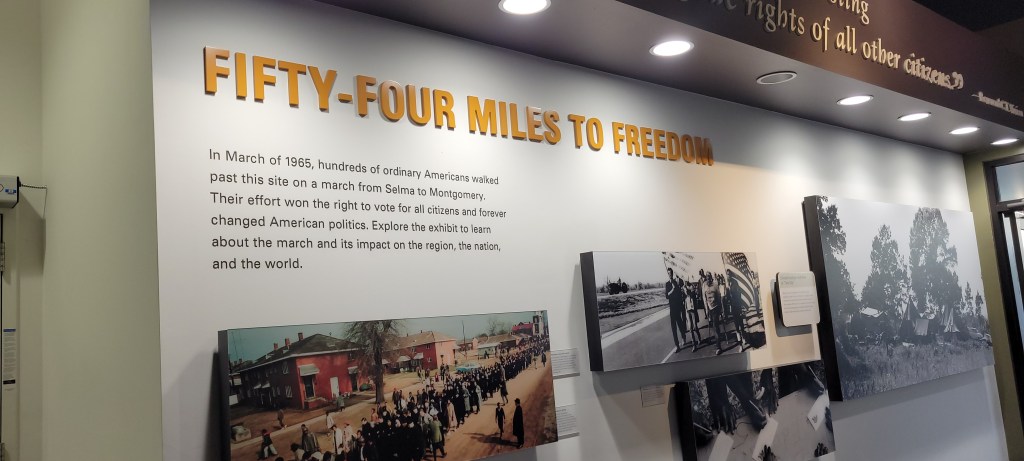 the rights of all other citizens."
FIFTY-FOUR MILES TO FREEDOM
In March of 1965, hundreds of ordinary Americans walked
past this site on a march from Selma to Montgomery.
Their effort won the right to vote for all citizens and forever
changed American politics. Explore the exhibit to learn
about the march and its impact on the region, the nation,
and the world.